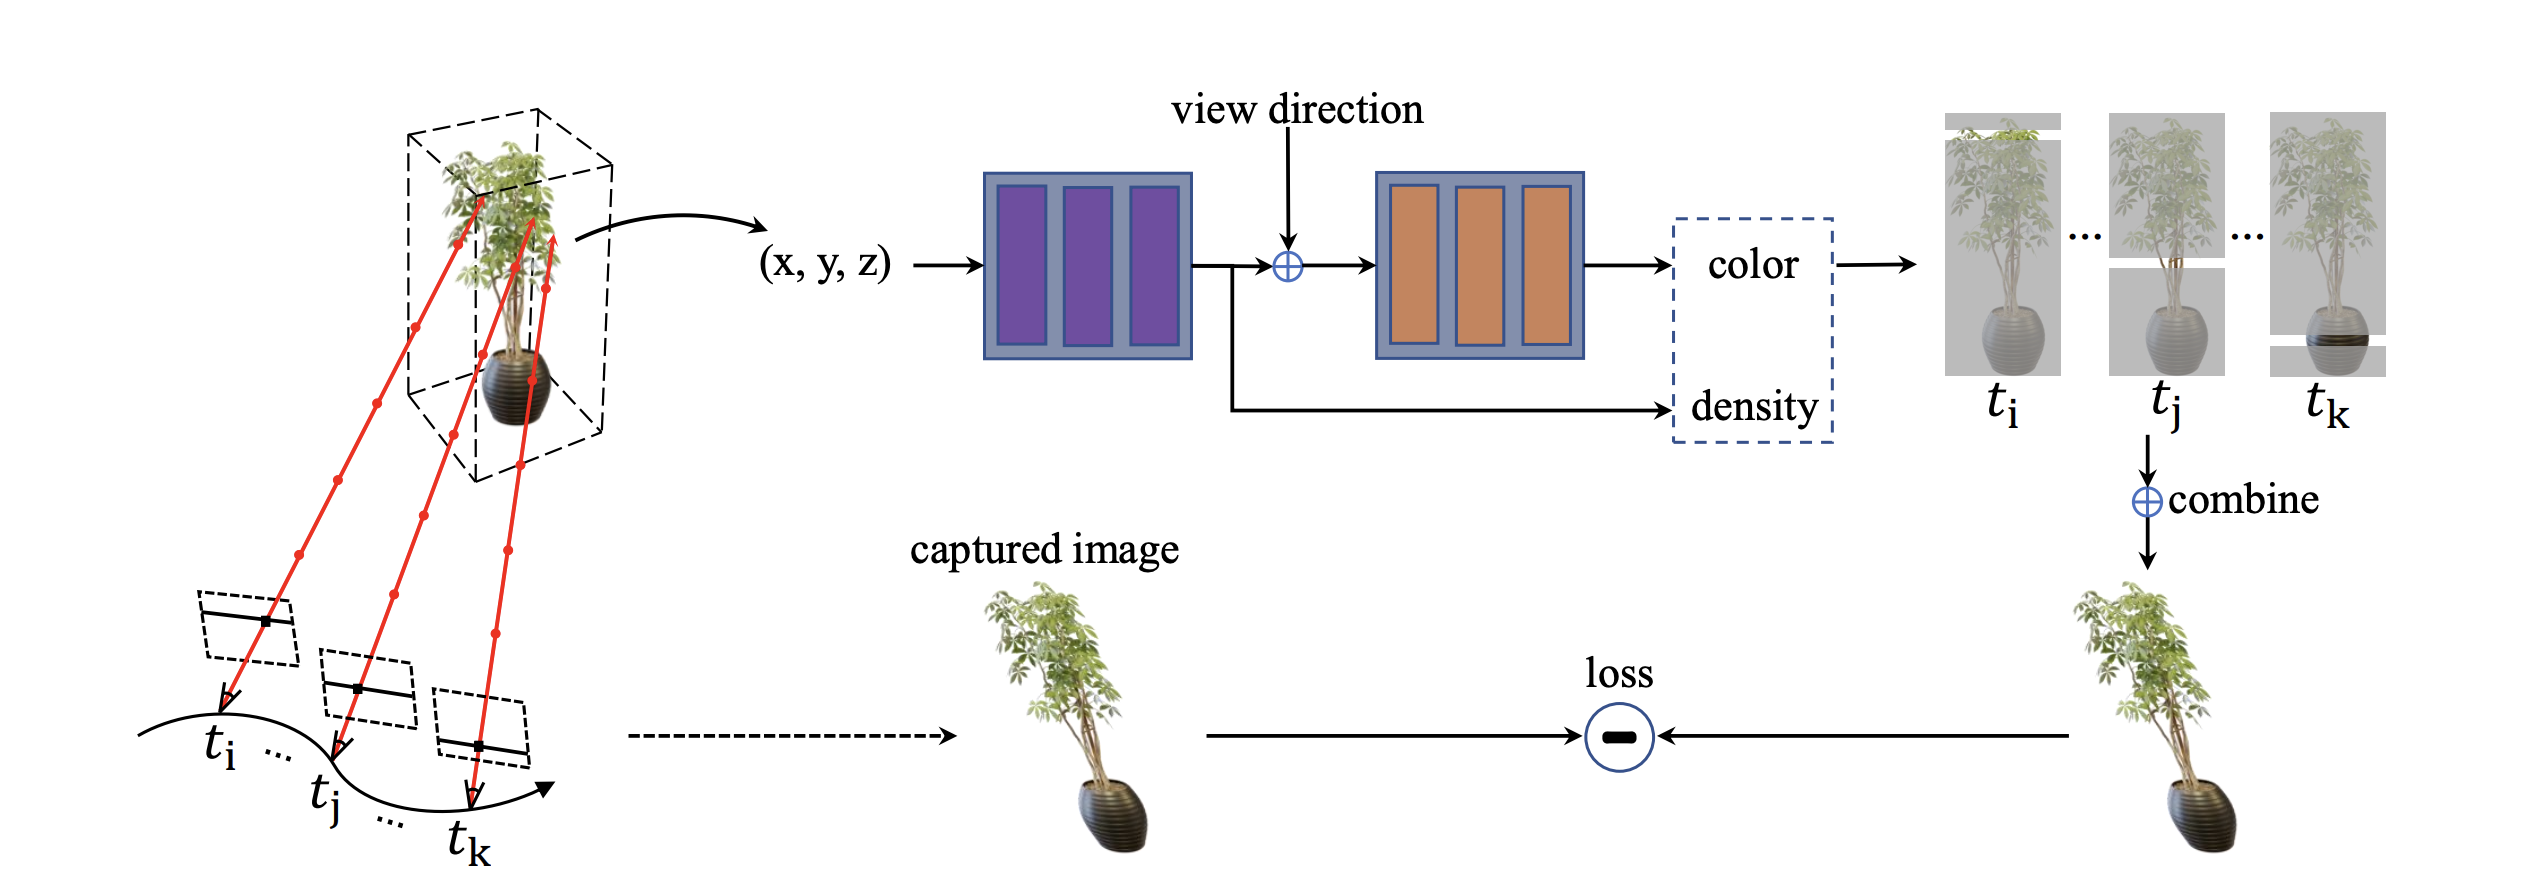 view direction
(x, y, z)
color
density
...
...
t_i
t_j
t_k
combine
captured image
loss
t_i
...
t_j
...
t_k